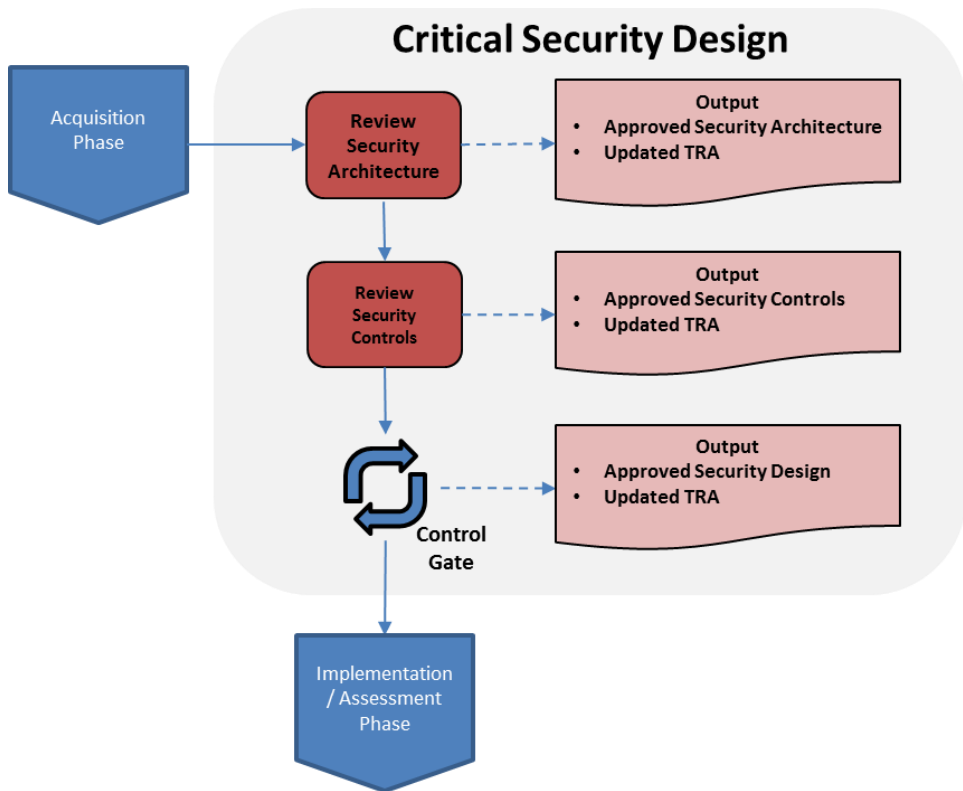 Critical Security Design
Acquisition
Phase
Review
Security
Architecture
Output
• Approved Security Architecture
• Updated TRA
Review
Security
Controls
Output
• Approved Security Controls
• Updated TRA
Control
Gate
Output
• Approved Security Design
• Updated TRA
Implementation
/ Assessment
Phase